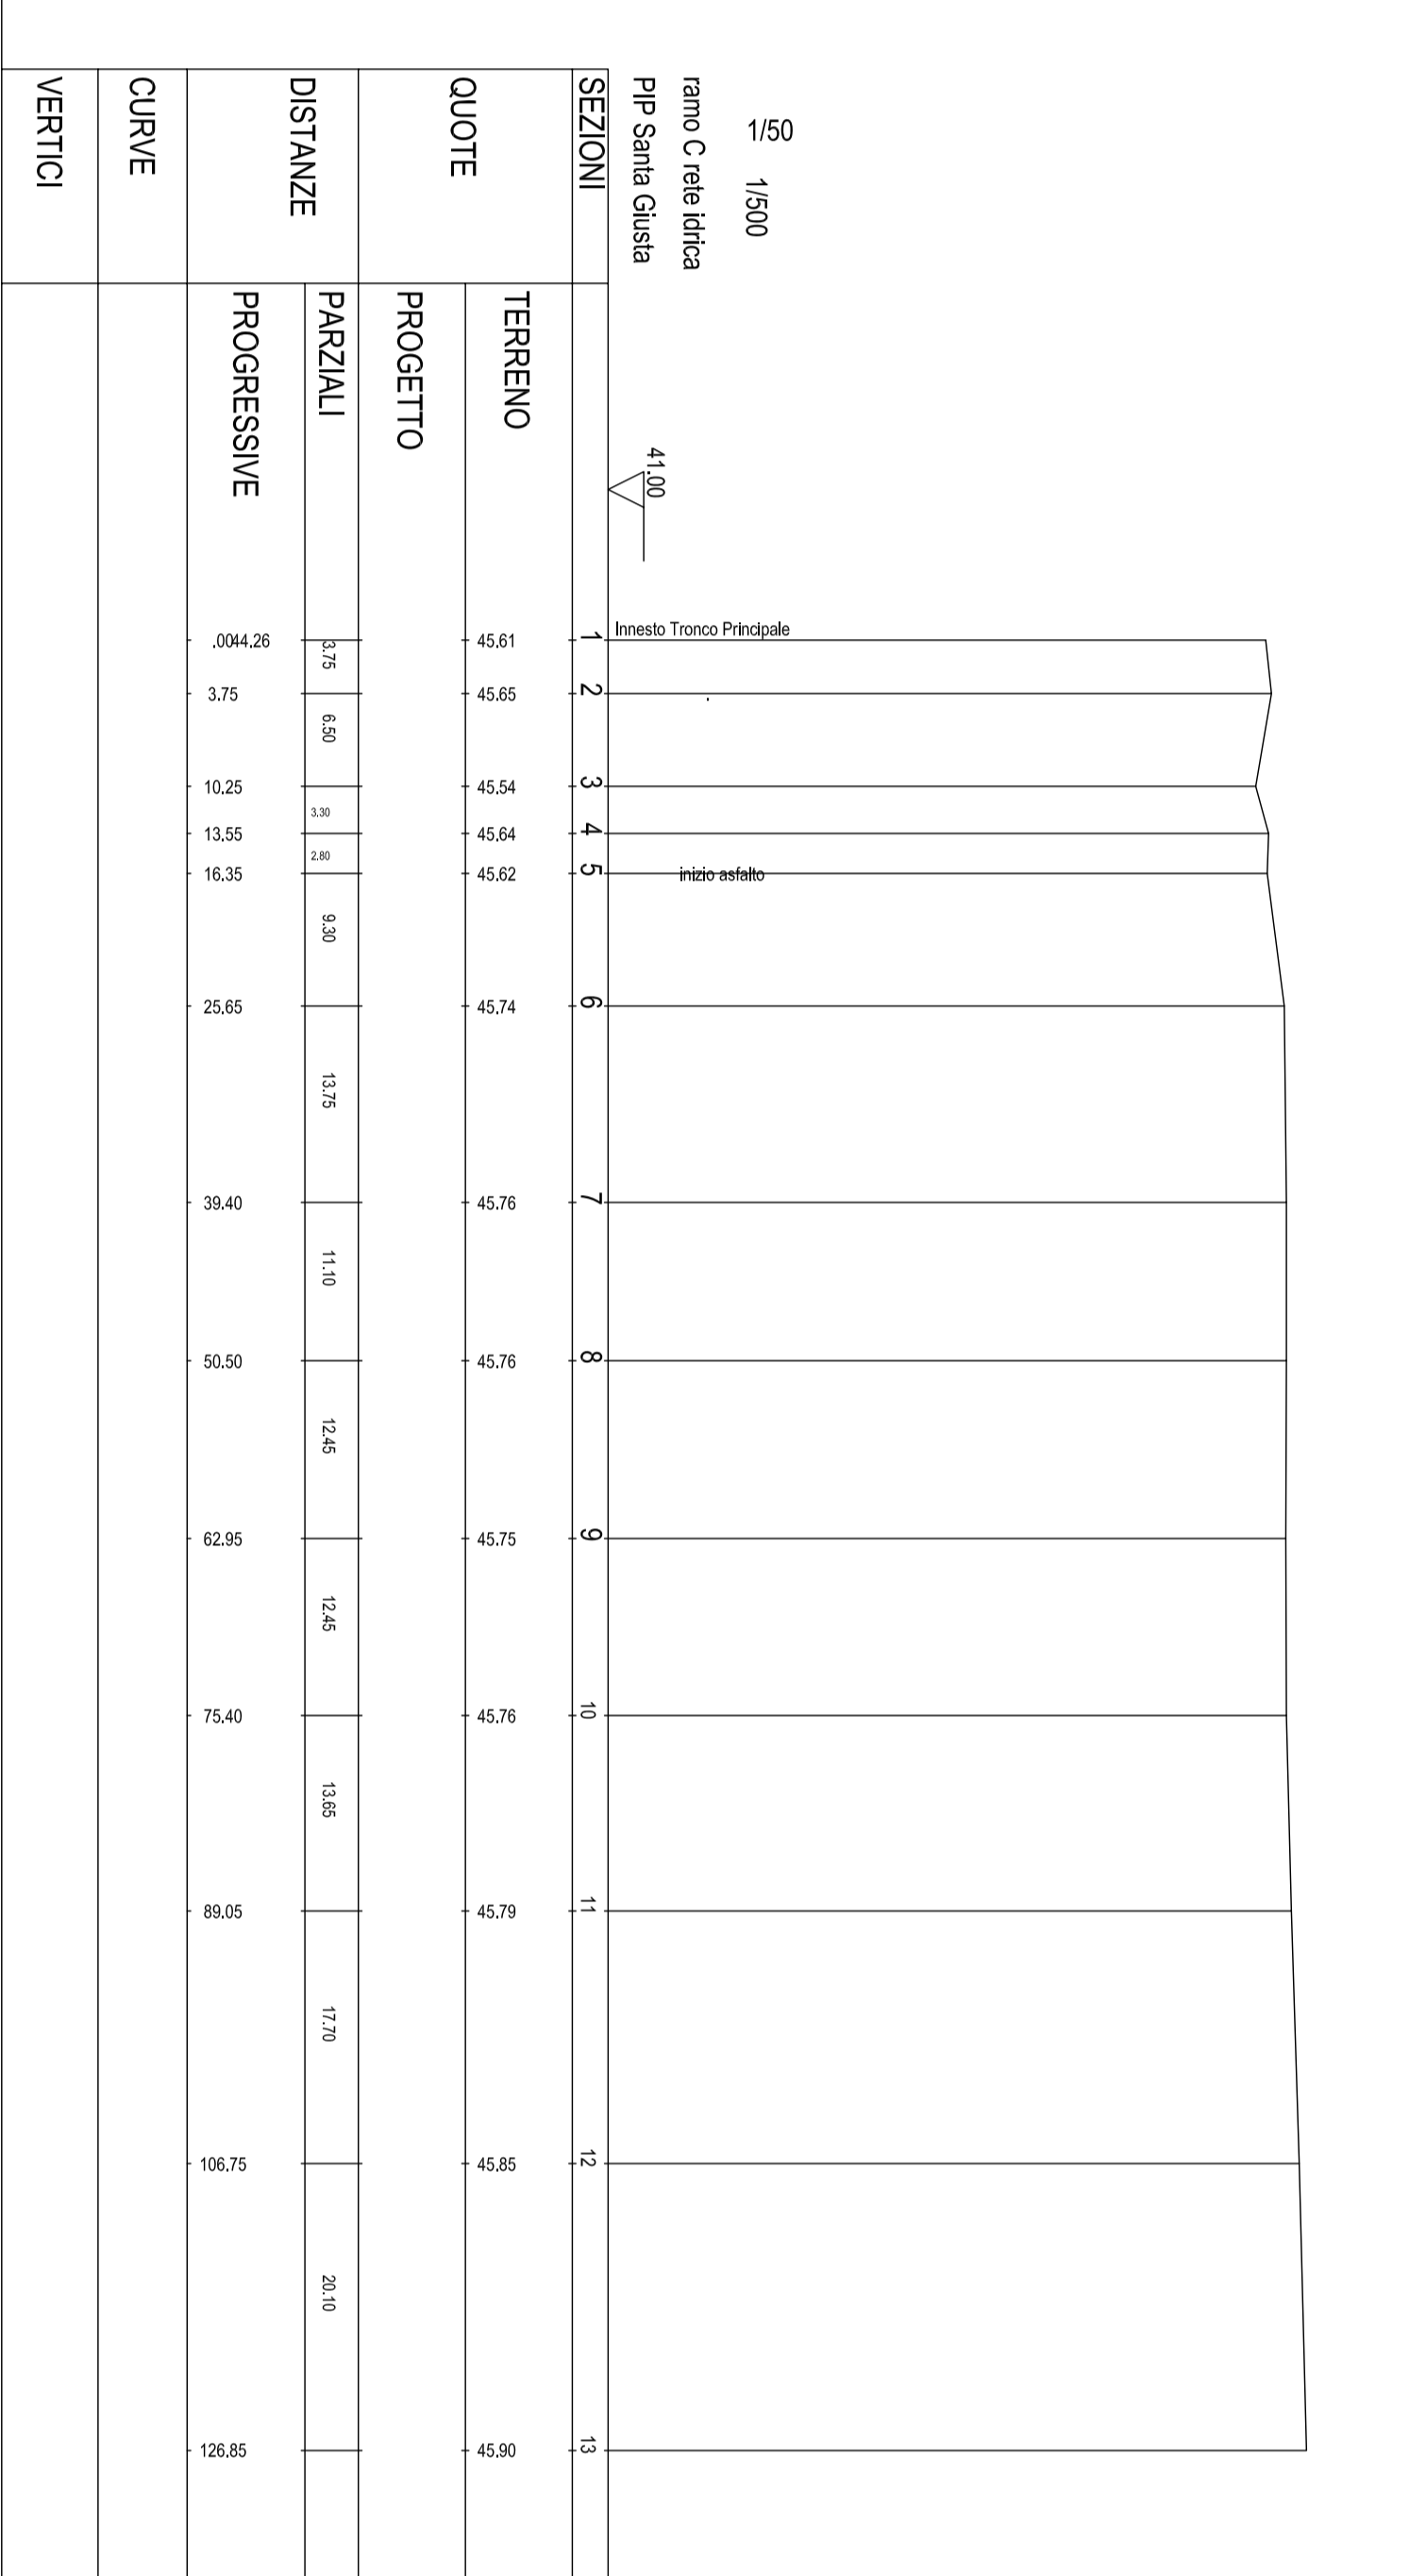 1/50
1/500
ramo C rete idrica
PIP Santa Giusta
41.00
Innesto Tronco Principale
inizio asfalto
SEZIONI
1 2 3 4 5 6 7 8 9 10 11 12 13
QUOTE
TERRENO
45.61 45.65 45.54 45.64 45.62 45.74 45.76 45.76 45.75 45.76 45.79 45.85 45.90
PROGETTO
DISTANZE
PARZIALI
3.75 6.50 3.30 2.80 9.30 13.75 11.10 12.45 12.45 13.65 17.70 20.10
PROGRESSIVE
.0044.26 3.75 10.25 13.55 16.35 25.65 39.40 50.50 62.95 75.40 89.05 106.75 126.85
CURVE
VERTICI